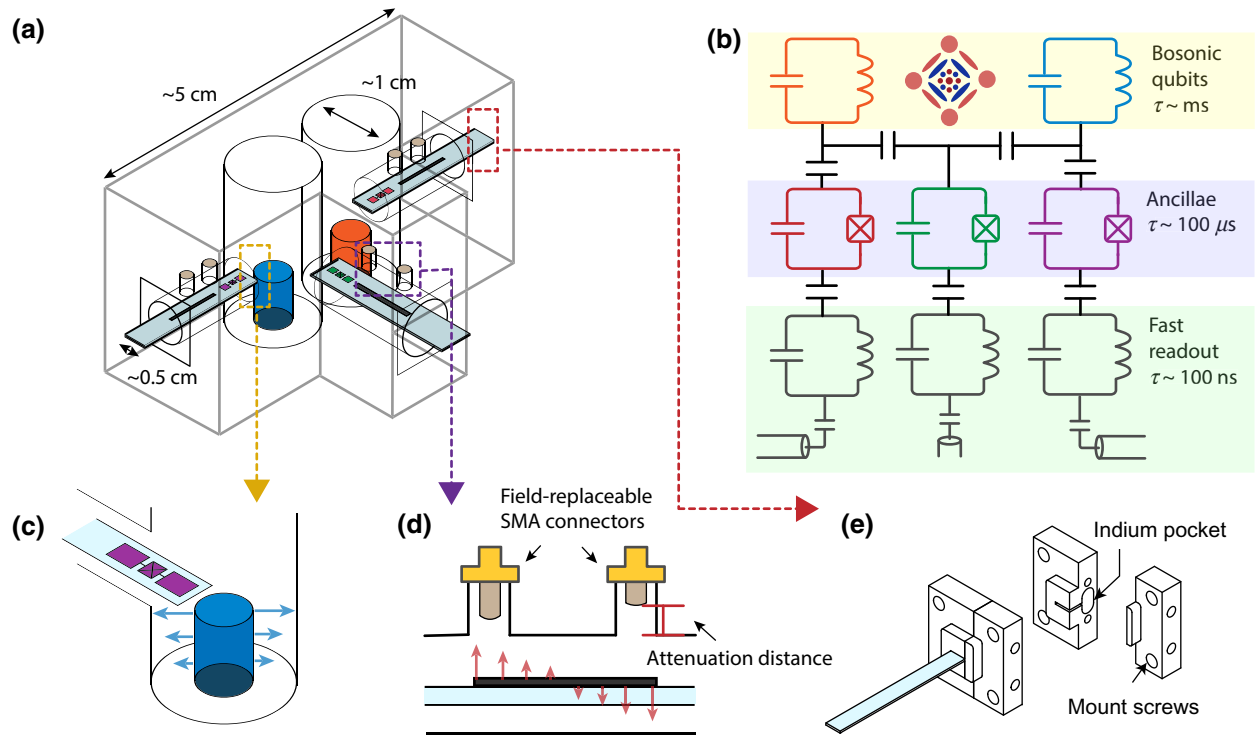 (a)
~5 cm
~1 cm
~0.5 cm
(b)
Bosonic
qubits
τ ~ ms
Ancillae
τ ~ 100 μs
Fast
readout
τ ~ 100 ns
(c)
(d)
Field-replaceable
SMA connectors
Attenuation distance
(e)
Indium pocket
Mount screws